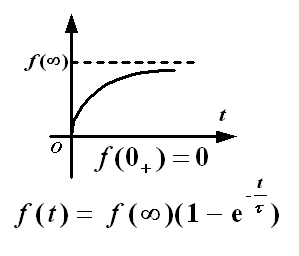 f(∞)
t
O
f(0₊) = 0
f(t) = f(∞)(1 − e^{-t/τ})